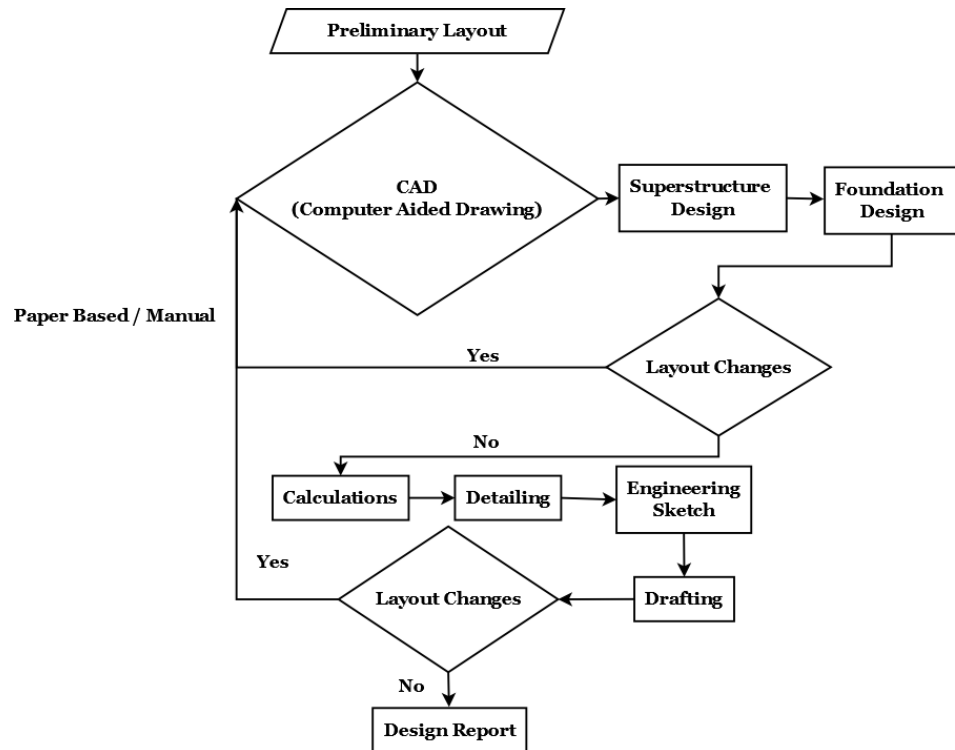 Preliminary Layout
CAD
(Computer Aided Drawing)
Superstructure
Design
Foundation
Design
Paper Based / Manual
Yes
Layout Changes
No
Calculations
Detailing
Engineering
Sketch
Yes
Layout Changes
Drafting
No
Design Report